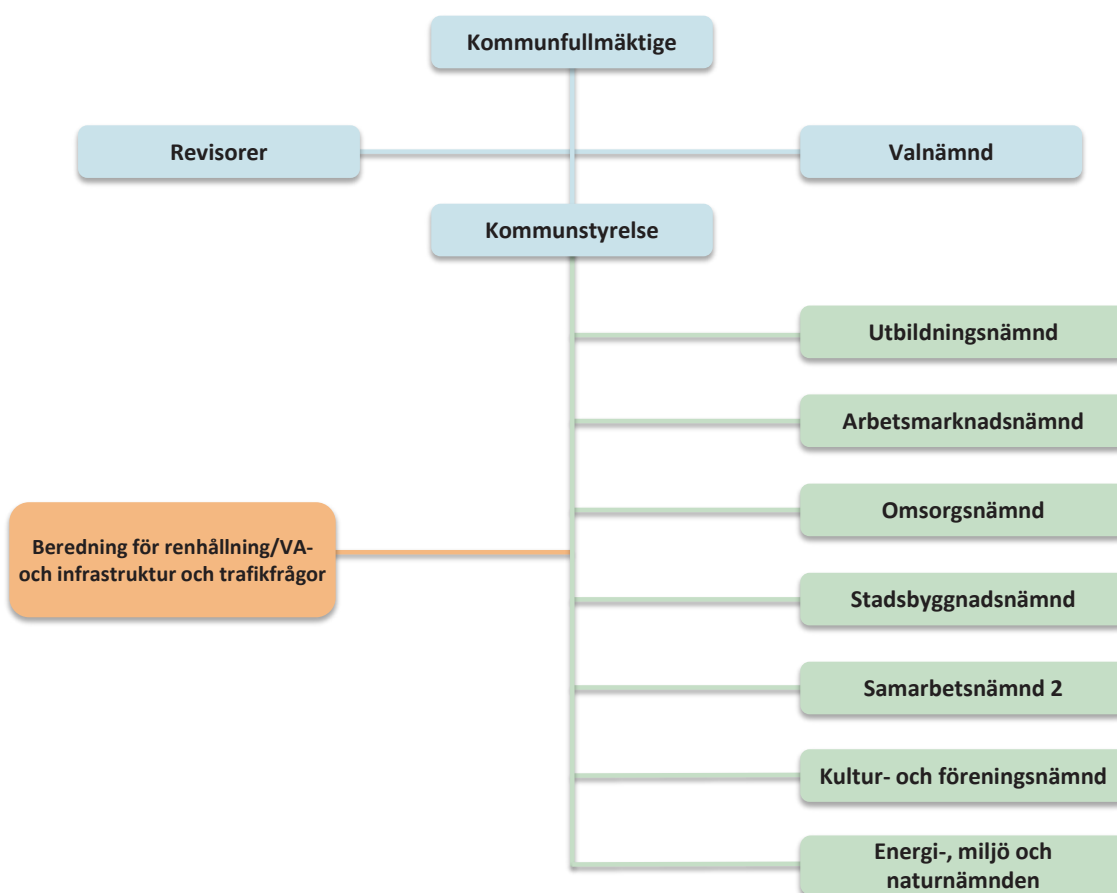 Kommunfullmäktige
Revisorer
Valnämnd
Kommunstyrelse
Utbildningsnämnd
Arbetsmarknadsnämnd
Omsorgsnämnd
Beredning för renhållning/VA-
och infrastruktur och trafikfrågor
Stadsbyggnadsnämnd
Samarbetsnämnd 2
Kultur- och föreningsnämnd
Energi-, miljö och
naturnämnden